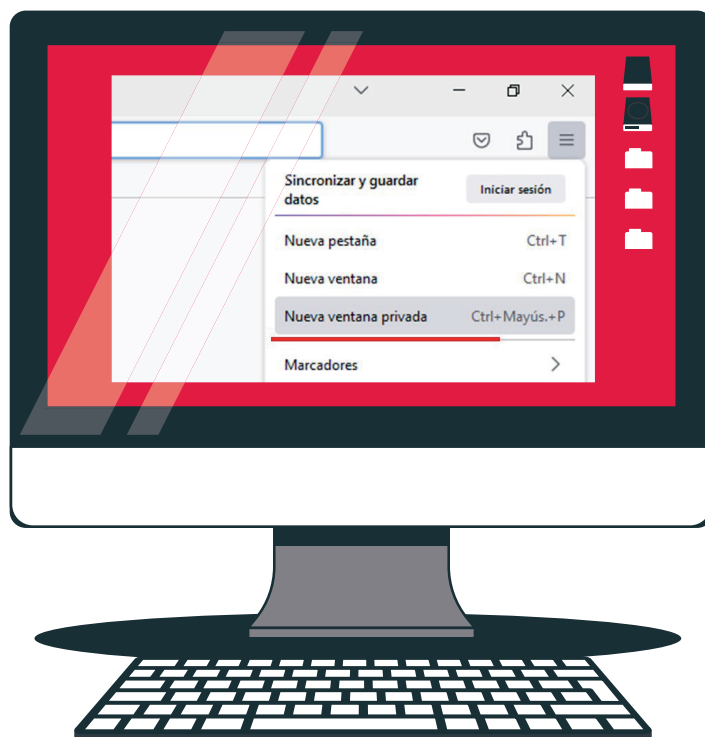 Sincronizar y guardar
datos
Iniciar sesión
Nueva pestaña Ctrl+T
Nueva ventana Ctrl+N
Nueva ventana privada Ctrl+Mayús.+P
Marcadores